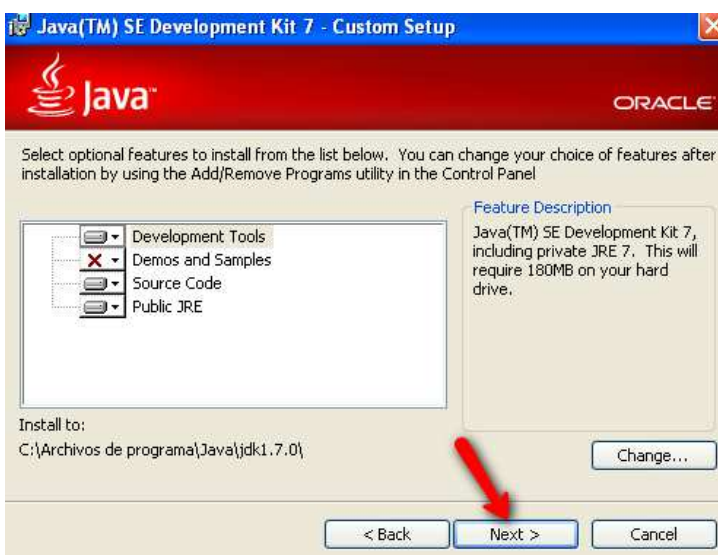 Java(TM) SE Development Kit 7 - Custom Setup
Java™
ORACLE
Select optional features to install from the list below. You can change your choice of features after
installation by using the Add/Remove Programs utility in the Control Panel
Development Tools
Demos and Samples
Source Code
Public JRE
Feature Description
Java(TM) SE Development Kit 7,
including private JRE 7. This will
require 180MB on your hard
drive.
Install to:
C:\Archivos de programa\Java\jdk1.7.0\
Change...
< Back
Next >
Cancel